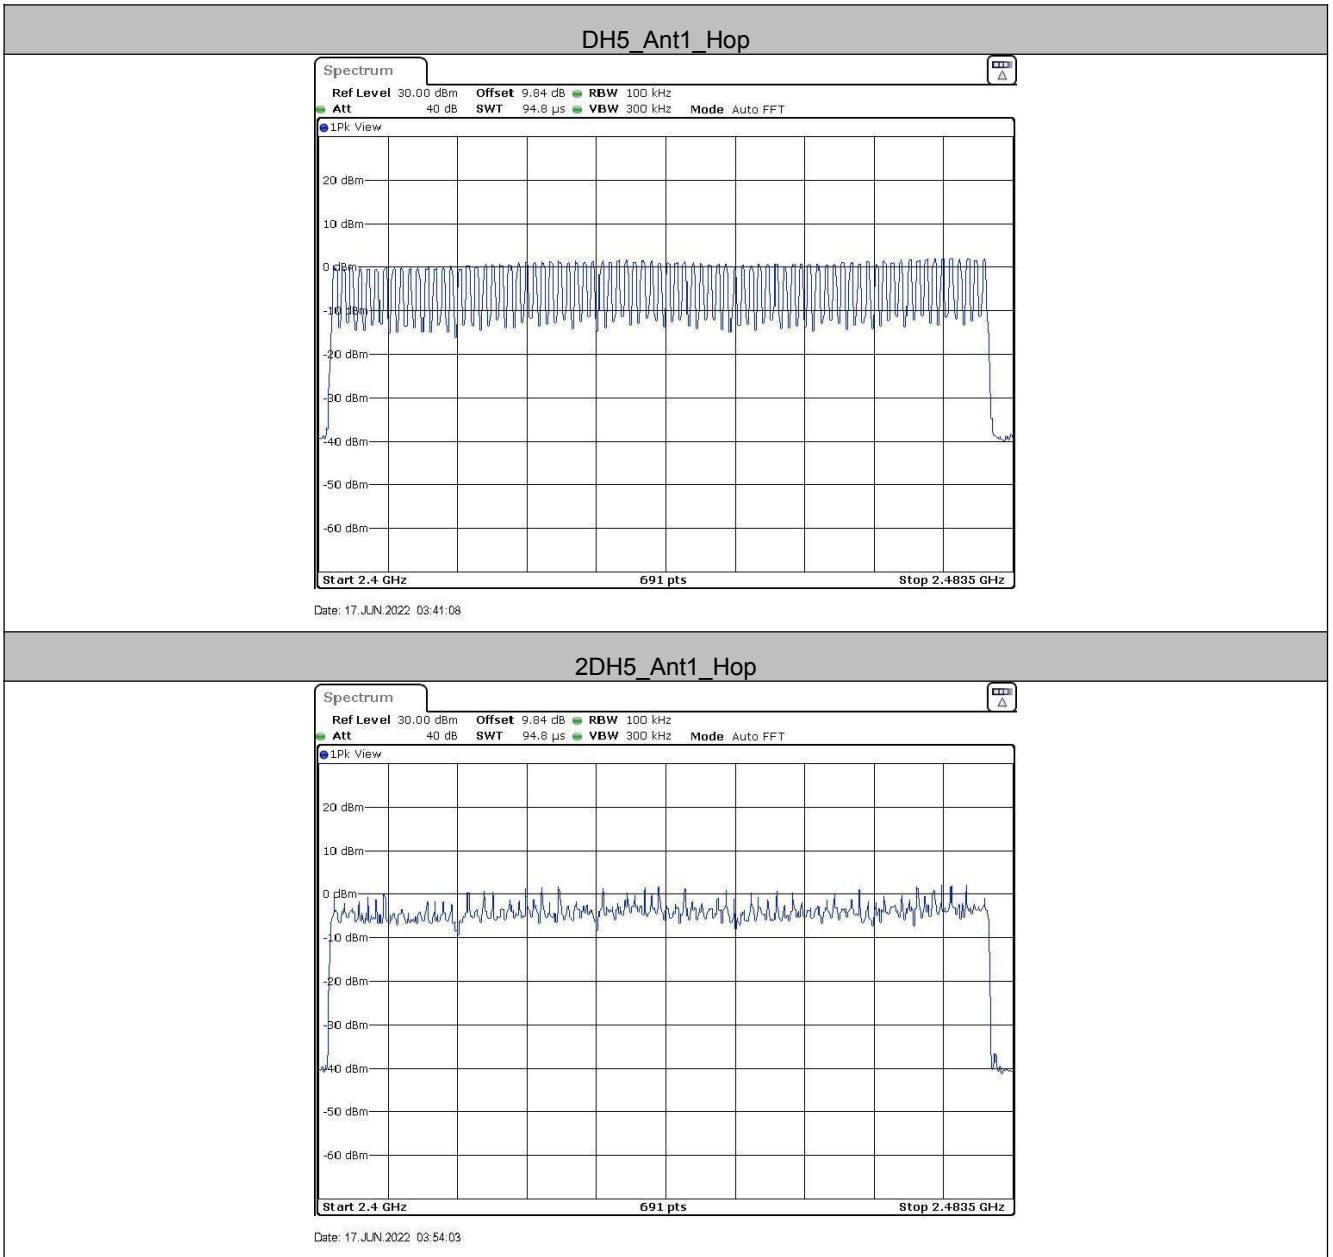 DH5_Ant1_Hop
Spectrum
Ref Level 30.00 dBm Offset 9.84 dB RBW 100 kHz
Att 40 dB SWT 94.8 µs VBW 300 kHz Mode Auto FFT
1Pk View
20 dBm
10 dBm
0 dBm
-10 dBm
-20 dBm
-30 dBm
-40 dBm
-50 dBm
-60 dBm
Start 2.4 GHz 691 pts Stop 2.4835 GHz
Date: 17.JUN.2022 03:41:08
2DH5_Ant1_Hop
Spectrum
Ref Level 30.00 dBm Offset 9.84 dB RBW 100 kHz
Att 40 dB SWT 94.8 µs VBW 300 kHz Mode Auto FFT
1Pk View
20 dBm
10 dBm
0 dBm
-10 dBm
-20 dBm
-30 dBm
-40 dBm
-50 dBm
-60 dBm
Start 2.4 GHz 691 pts Stop 2.4835 GHz
Date: 17.JUN.2022 03:54:03